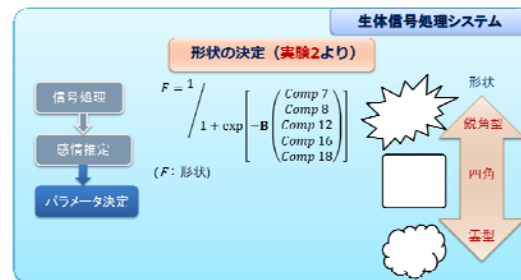 生体信号処理システム
形状の決定（実験2より）
信号処理
感情推定
パラメータ決定
F = 1 / 1 + exp[−B(Comp 7
Comp 8
Comp 12
Comp 16
Comp 18)]
(F: 形状)
形状
鋭角型
四角
雲型